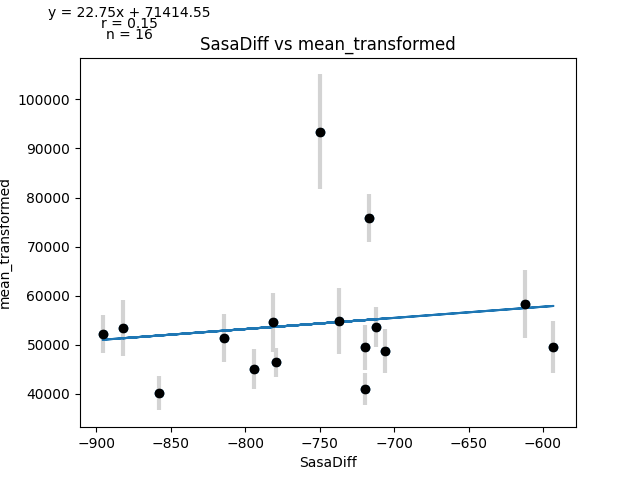 y = 22.75x + 71414.55
r = 0.15
n = 16
SasaDiff vs mean_transformed
100000
90000
80000
70000
60000
50000
40000
mean_transformed
−900 −850 −800 −750 −700 −650 −600
SasaDiff